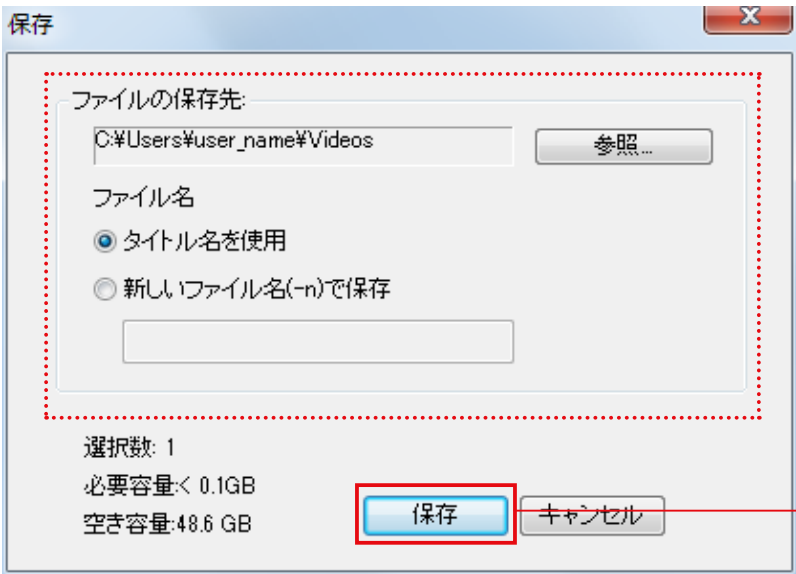 保存
ファイルの保存先:
C:¥Users¥user_name¥Videos
参照...
ファイル名
タイトル名を使用
新しいファイル名(-n)で保存
選択数: 1
必要容量:< 0.1GB
空き容量:48.6 GB
保存
キャンセル